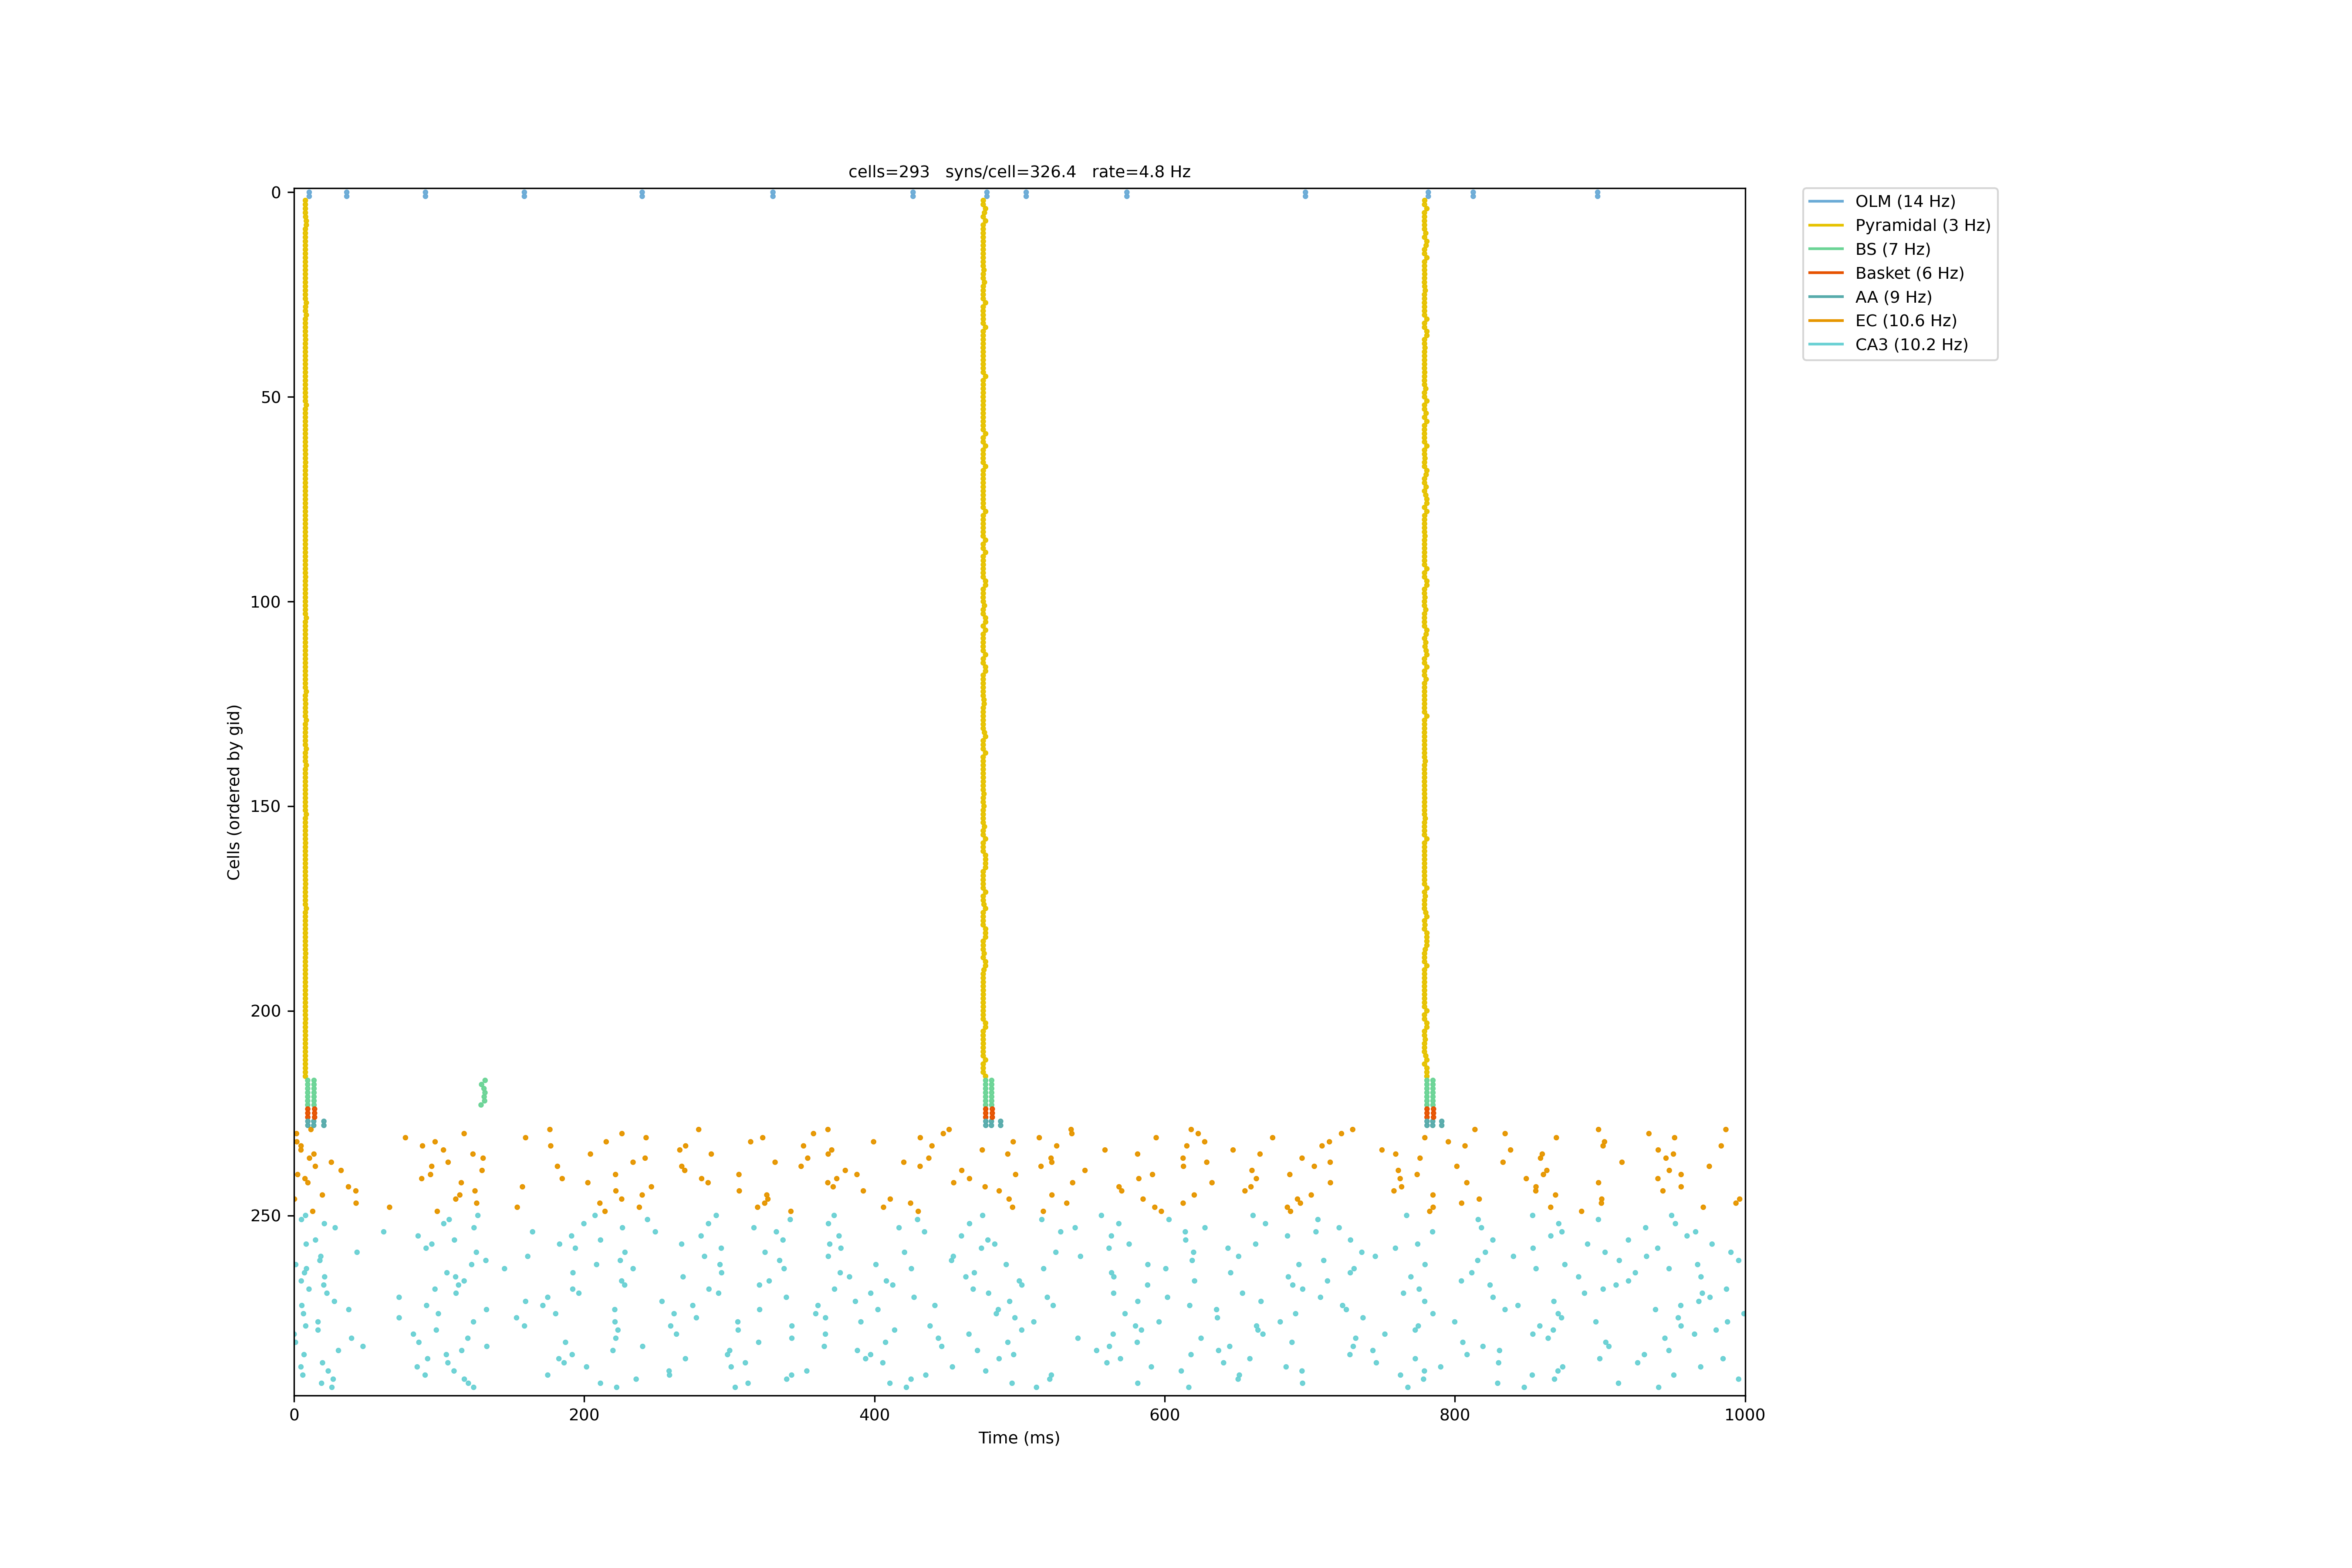 cells=293   syns/cell=326.4   rate=4.8 Hz
0
50
100
150
200
250
Cells (ordered by gid)
0 200 400 600 800 1000
Time (ms)
OLM (14 Hz)
Pyramidal (3 Hz)
BS (7 Hz)
Basket (6 Hz)
AA (9 Hz)
EC (10.6 Hz)
CA3 (10.2 Hz)